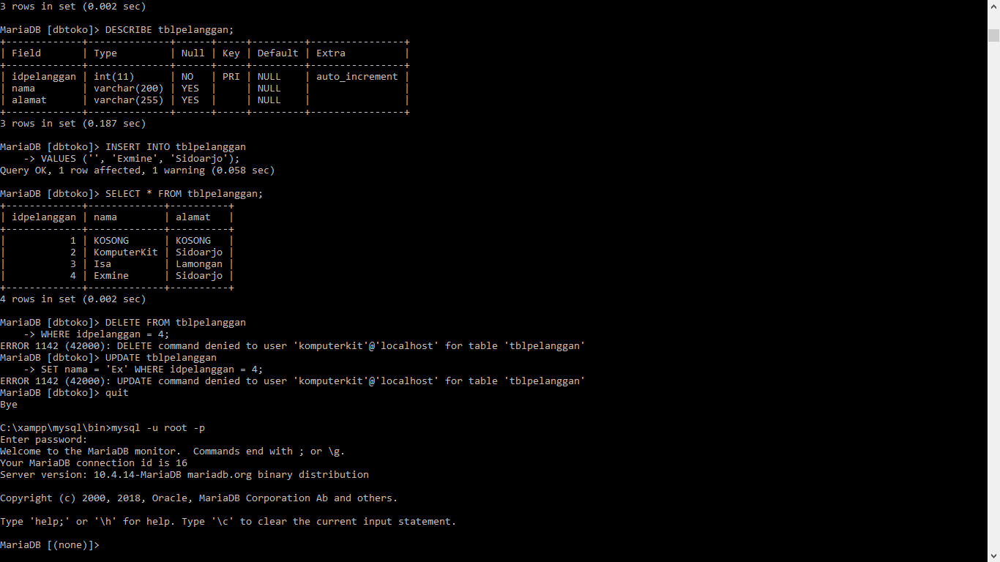 3 rows in set (0.002 sec)

MariaDB [dbtoko]> DESCRIBE tblpelanggan;
+-------------+--------------+------+-----+---------+----------------+
| Field       | Type         | Null | Key | Default | Extra          |
+-------------+--------------+------+-----+---------+----------------+
| idpelanggan | int(11)      | NO   | PRI | NULL    | auto_increment |
| nama        | varchar(200) | YES  |     | NULL    |                |
| alamat      | varchar(255) | YES  |     | NULL    |                |
+-------------+--------------+------+-----+---------+----------------+
3 rows in set (0.187 sec)

MariaDB [dbtoko]> INSERT INTO tblpelanggan
    -> VALUES ('', 'Exmine', 'Sidoarjo');
Query OK, 1 row affected, 1 warning (0.058 sec)

MariaDB [dbtoko]> SELECT * FROM tblpelanggan;
+-------------+-------------+----------+
| idpelanggan | nama        | alamat   |
+-------------+-------------+----------+
|           1 | KOSONG      | KOSONG   |
|           2 | KomputerKit | Sidoarjo |
|           3 | Isa         | Lamongan |
|           4 | Exmine      | Sidoarjo |
+-------------+-------------+----------+
4 rows in set (0.002 sec)

MariaDB [dbtoko]> DELETE FROM tblpelanggan
    -> WHERE idpelanggan = 4;
ERROR 1142 (42000): DELETE command denied to user 'komputerkit'@'localhost' for table 'tblpelanggan'
MariaDB [dbtoko]> UPDATE tblpelanggan
    -> SET nama = 'Ex' WHERE idpelanggan = 4;
ERROR 1142 (42000): UPDATE command denied to user 'komputerkit'@'localhost' for table 'tblpelanggan'
MariaDB [dbtoko]> quit
Bye

C:\xampp\mysql\bin>mysql -u root -p
Enter password:
Welcome to the MariaDB monitor.  Commands end with ; or \g.
Your MariaDB connection id is 16
Server version: 10.4.14-MariaDB mariadb.org binary distribution

Copyright (c) 2000, 2018, Oracle, MariaDB Corporation Ab and others.

Type 'help;' or '\h' for help. Type '\c' to clear the current input statement.

MariaDB [(none)]>